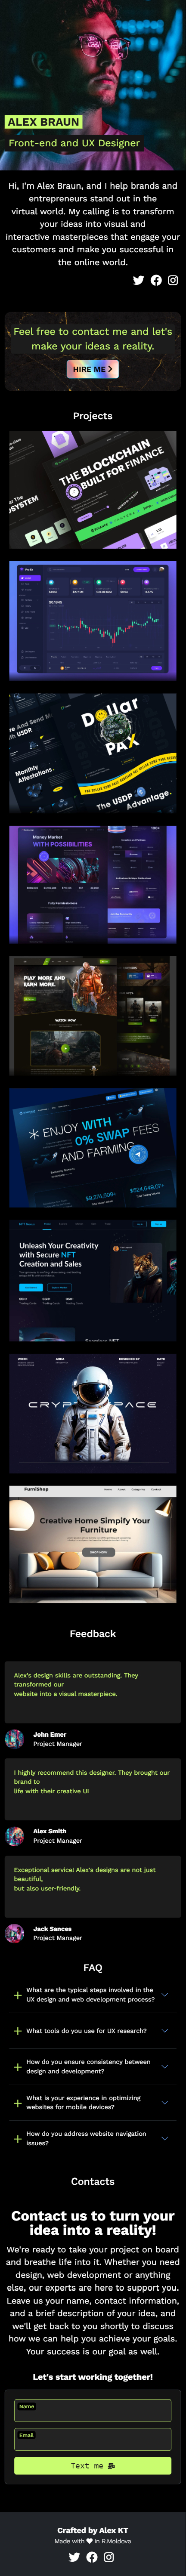 ALEX BRAUN
Front-end and UX Designer
Hi, I'm Alex Braun, and I help brands and
entrepreneurs stand out in the
virtual world. My calling is to transform
your ideas into visual and
interactive masterpieces that engage your
customers and make you successful in
the online world.
Feel free to contact me and let's
make your ideas a reality.
HIRE ME
Projects
THE BLOCKCHAIN
BUILT FOR FINANCE
Dollar
PAX
Monthly
Attestations.
The USDP
Advantage.
Money Market
WITH POSSIBILITIES
PLAY MORE AND
EARN MORE.
WATCH NOW
ENJOY WITH
0% SWAP FEES
AND FARMING
Unleash Your Creativity
with Secure NFT
Creation and Sales
CRYPTOSPACE
FurniShop
Creative Home Simpify Your
Furniture
Feedback
Alex's design skills are outstanding. They
transformed our
website into a visual masterpiece.
John Emer
Project Manager
I highly recommend this designer. They brought our
brand to
life with their creative UI
Alex Smith
Project Manager
Exceptional service! Alex's designs are not just
beautiful,
but also user-friendly.
Jack Sances
Project Manager
FAQ
What are the typical steps involved in the
UX design and web development process?
What tools do you use for UX research?
How do you ensure consistency between
design and development?
What is your experience in optimizing
websites for mobile devices?
How do you address website navigation
issues?
Contacts
Contact us to turn your
idea into a reality!
We're ready to take your project on board
and breathe life into it. Whether you need
design, web development or anything
else, our experts are here to support you.
Leave us your name, contact information,
and a brief description of your idea, and
we'll get back to you shortly to discuss
how we can help you achieve your goals.
Your success is our goal as well.
Let's start working together!
Name
Email
Text me
Crafted by Alex KT
Made with in R.Moldova